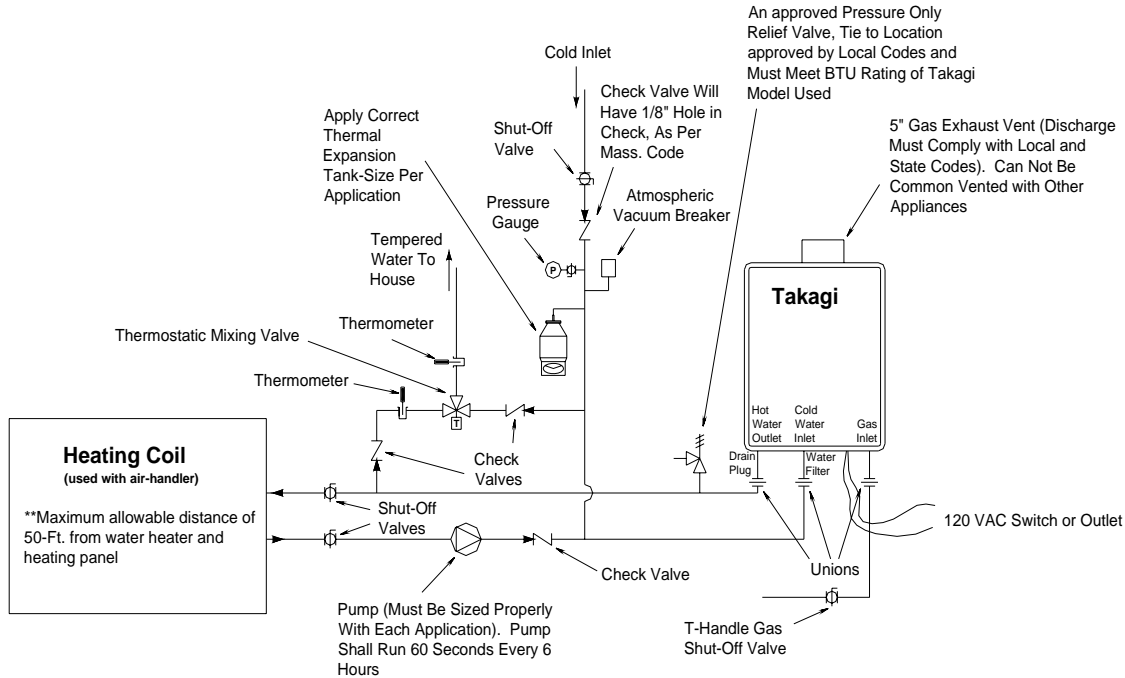 An approved Pressure Only
Relief Valve, Tie to Location
approved by Local Codes and
Must Meet BTU Rating of Takagi
Model Used
Cold Inlet
Check Valve Will
Have 1/8" Hole in
Check, As Per
Mass. Code
Apply Correct
Thermal
Expansion
Tank-Size Per
Application
Shut-Off
Valve
5" Gas Exhaust Vent (Discharge
Must Comply with Local and
State Codes). Can Not Be
Common Vented with Other
Appliances
Pressure
Gauge
Atmospheric
Vacuum Breaker
Tempered
Water To
House
P
Takagi
Thermostatic Mixing Valve
Thermometer
Thermometer
T
Hot
Water
Outlet
Cold
Water
Inlet
Gas
Inlet
Heating Coil
(used with air-handler)
**Maximum allowable distance of
50-Ft. from water heater and
heating panel
Check
Valves
Drain
Plug
Water
Filter
Shut-Off
Valves
120 VAC Switch or Outlet
Check Valve
Unions
Pump (Must Be Sized Properly
With Each Application). Pump
Shall Run 60 Seconds Every 6
Hours
T-Handle Gas
Shut-Off Valve